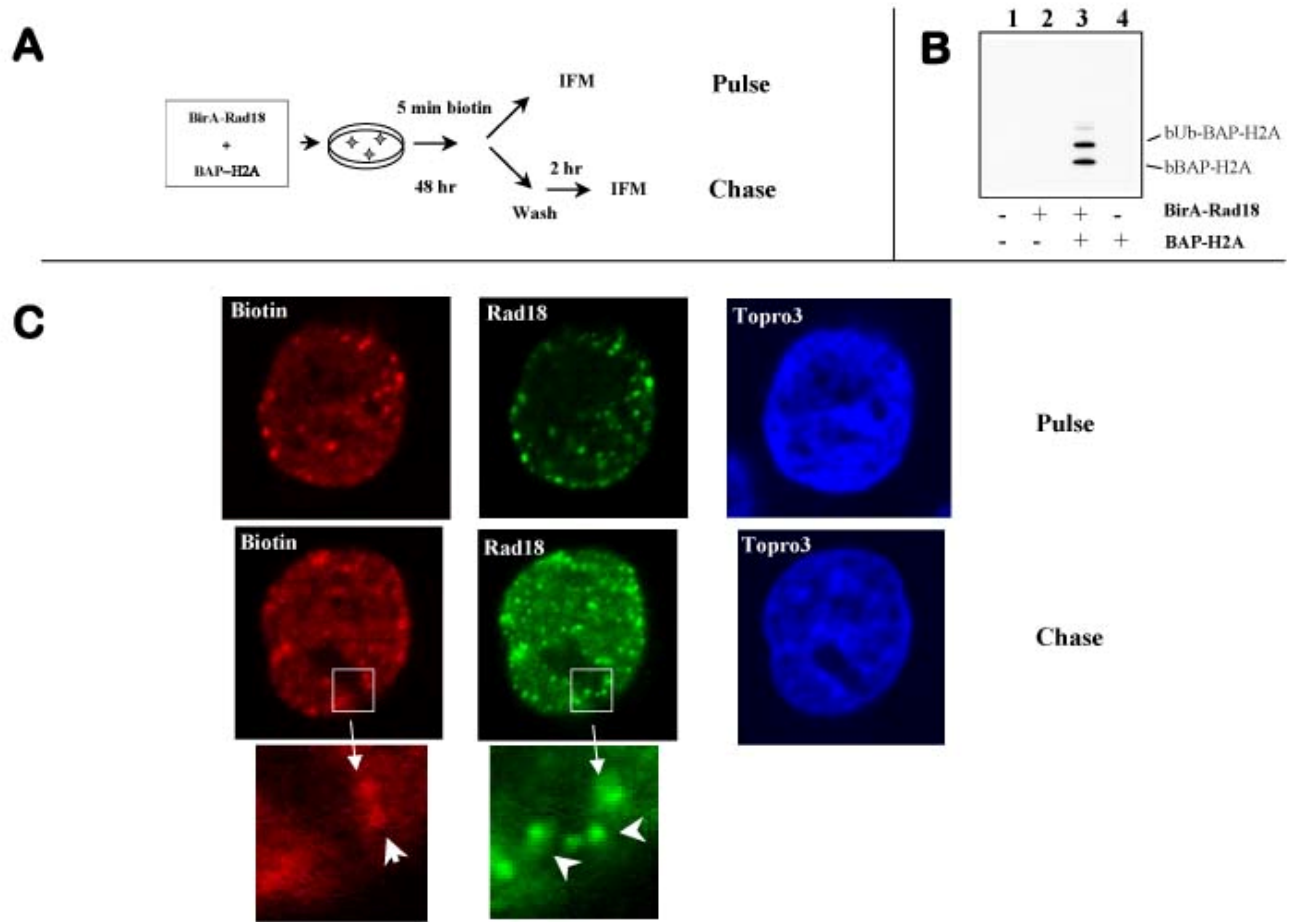 A
BirA-Rad18
+
BAP-H2A
5 min biotin
48 hr
IFM
Pulse
2 hr
Wash
IFM
Chase
B
1 2 3 4
bUb-BAP-H2A
bBAP-H2A
- + + - BirA-Rad18
- - + + BAP-H2A
C
Biotin Rad18 Topro3
Pulse
Biotin Rad18 Topro3
Chase